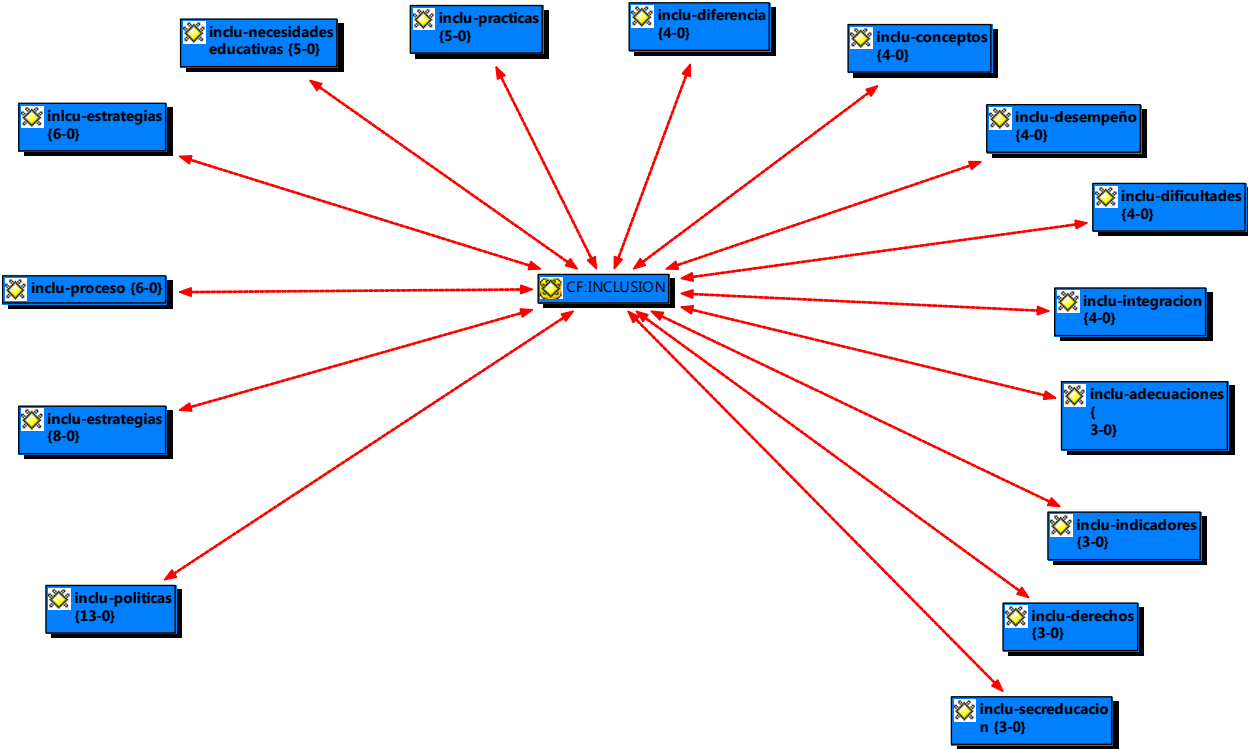 inclu-necesidades
educativas {5-0}
inclu-practicas
{5-0}
inclu-diferencia
{4-0}
inclu-conceptos
{4-0}
inlcu-estrategias
{6-0}
inclu-desempeño
{4-0}
inclu-dificultades
{4-0}
inclu-proceso {6-0}
CF:INCLUSION
inclu-integracion
{4-0}
inclu-adecuaciones
{
3-0}
inclu-estrategias
{8-0}
inclu-indicadores
{3-0}
inclu-politicas
{13-0}
inclu-derechos
{3-0}
inclu-secreducacio
n {3-0}